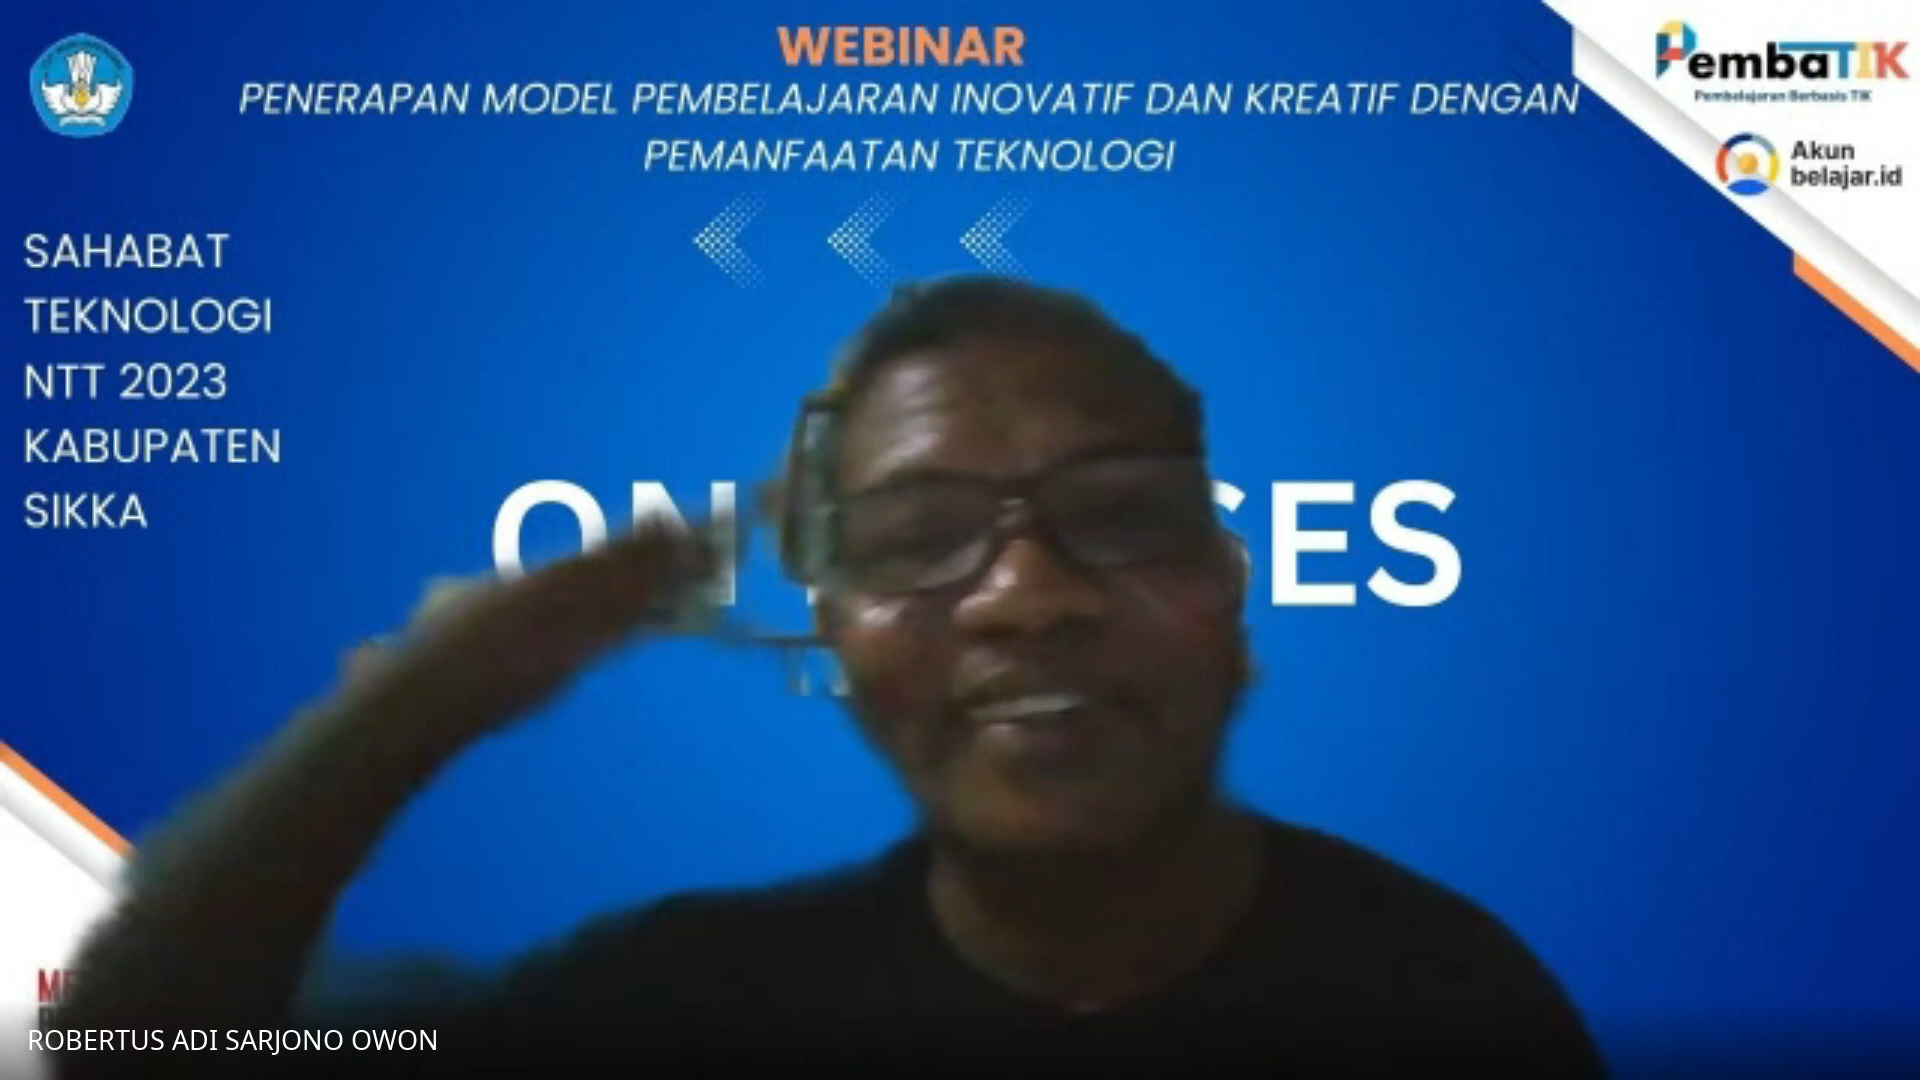 WEBINAR
PENERAPAN MODEL PEMBELAJARAN INOVATIF DAN KREATIF DENGAN
PEMANFAATAN TEKNOLOGI
PembaTIK
Pembelajaran Berbasis TIK
Akun
belajar.id
SAHABAT
TEKNOLOGI
NTT 2023
KABUPATEN
SIKKA
ON
ROBERTUS ADI SARJONO OWON